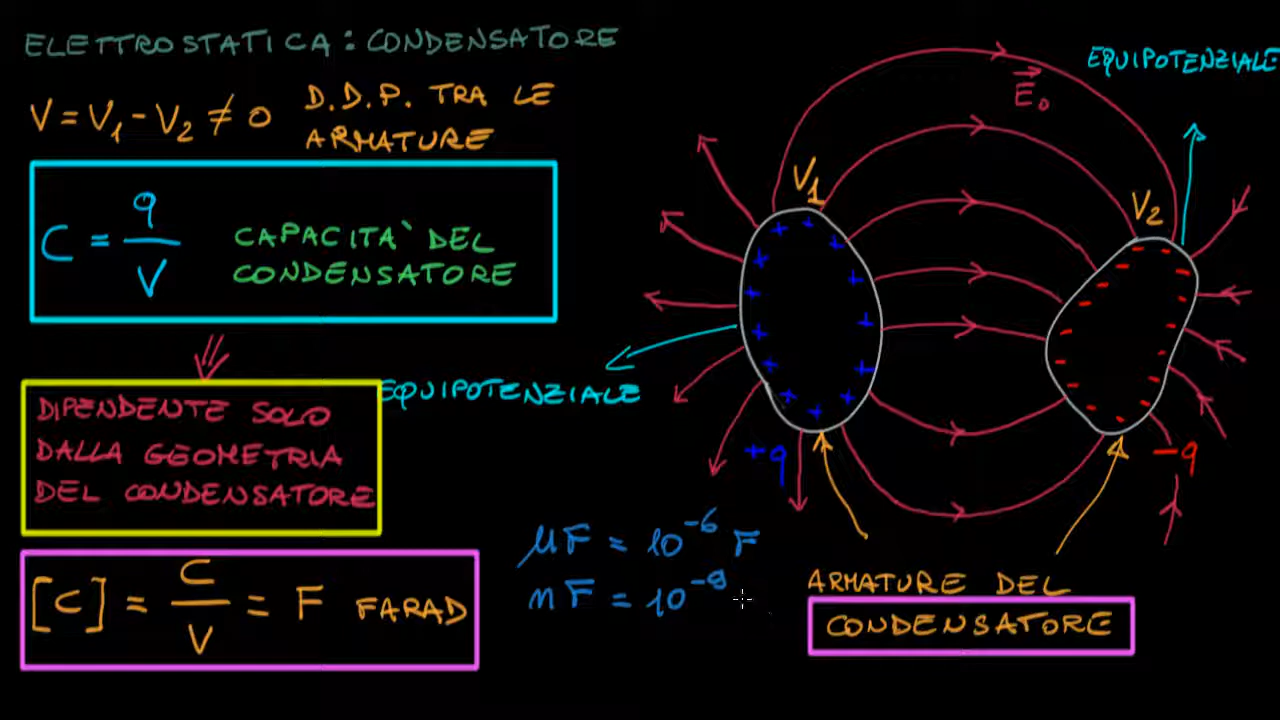 ELETTROSTATICA: CONDENSATORE
V = V₁ - V₂ ≠ 0 D.D.P. TRA LE
ARMATURE
C = q / V
CAPACITÀ DEL
CONDENSATORE
DIPENDENTE SOLO
DALLA GEOMETRIA
DEL CONDENSATORE
[C] = C / V = F FARAD
μF = 10⁻⁶ F
nF = 10⁻⁹
EQUIPOTENZIALE
E₀
V₁
V₂
EQUIPOTENZIALE
+q
-q
ARMATURE DEL
CONDENSATORE